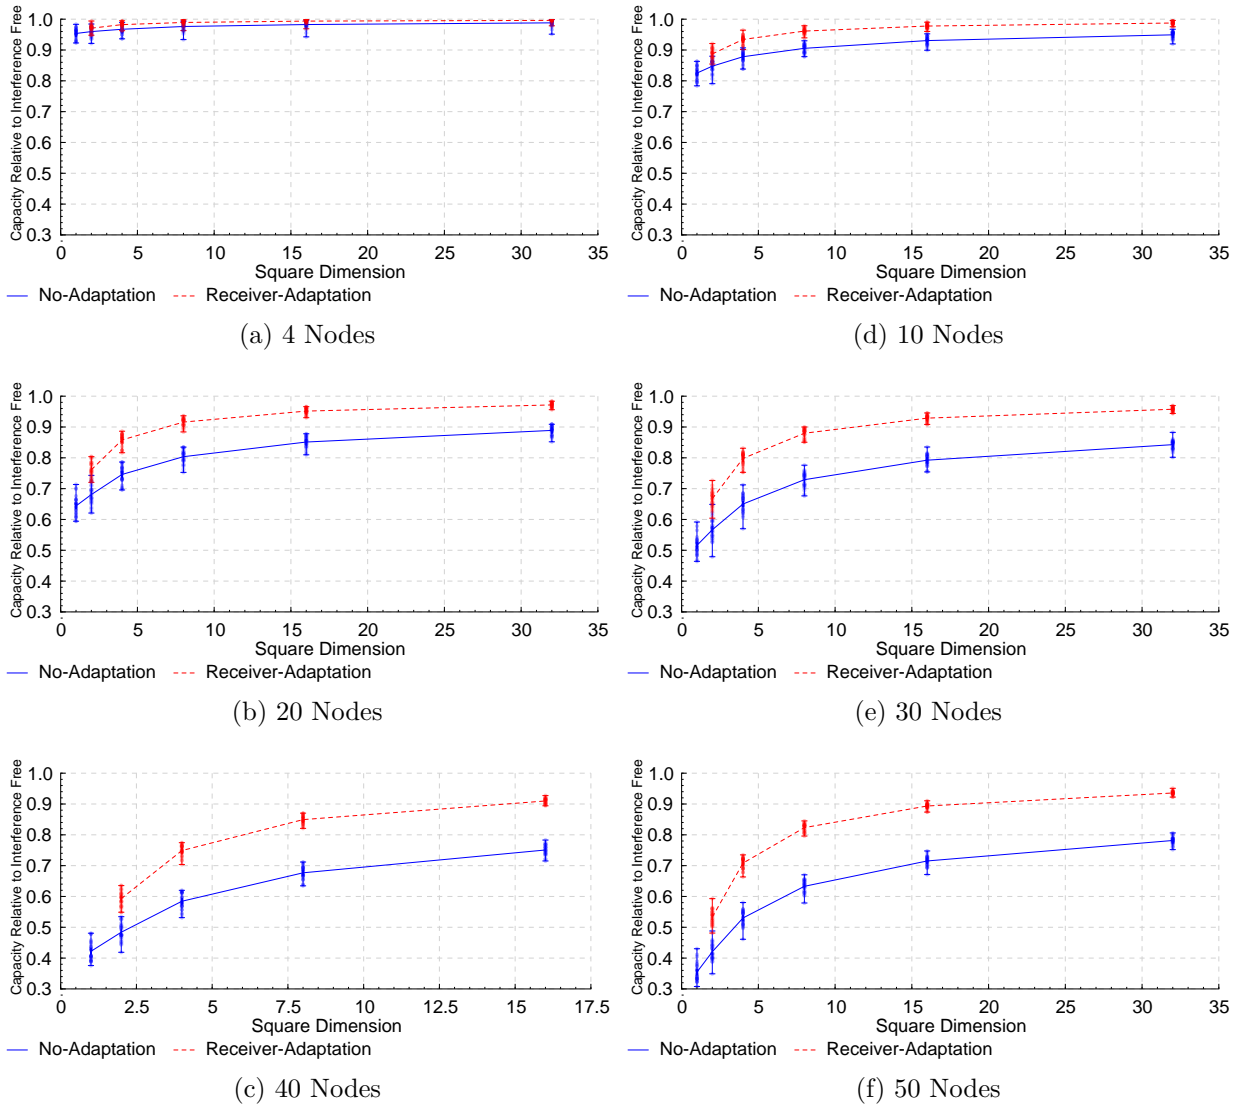 Capacity Relative to Interference Free
1.0
0.9
0.8
0.7
0.6
0.5
0.4
0.3
0 5 10 15 20 25 30 35
Square Dimension
No-Adaptation Receiver-Adaptation
(a) 4 Nodes
Capacity Relative to Interference Free
1.0
0.9
0.8
0.7
0.6
0.5
0.4
0.3
0 5 10 15 20 25 30 35
Square Dimension
No-Adaptation Receiver-Adaptation
(d) 10 Nodes
Capacity Relative to Interference Free
1.0
0.9
0.8
0.7
0.6
0.5
0.4
0.3
0 5 10 15 20 25 30 35
Square Dimension
No-Adaptation Receiver-Adaptation
(b) 20 Nodes
Capacity Relative to Interference Free
1.0
0.9
0.8
0.7
0.6
0.5
0.4
0.3
0 5 10 15 20 25 30 35
Square Dimension
No-Adaptation Receiver-Adaptation
(e) 30 Nodes
Capacity Relative to Interference Free
1.0
0.9
0.8
0.7
0.6
0.5
0.4
0.3
0 2.5 5 7.5 10 12.5 15 17.5
Square Dimension
No-Adaptation Receiver-Adaptation
(c) 40 Nodes
Capacity Relative to Interference Free
1.0
0.9
0.8
0.7
0.6
0.5
0.4
0.3
0 5 10 15 20 25 30 35
Square Dimension
No-Adaptation Receiver-Adaptation
(f) 50 Nodes